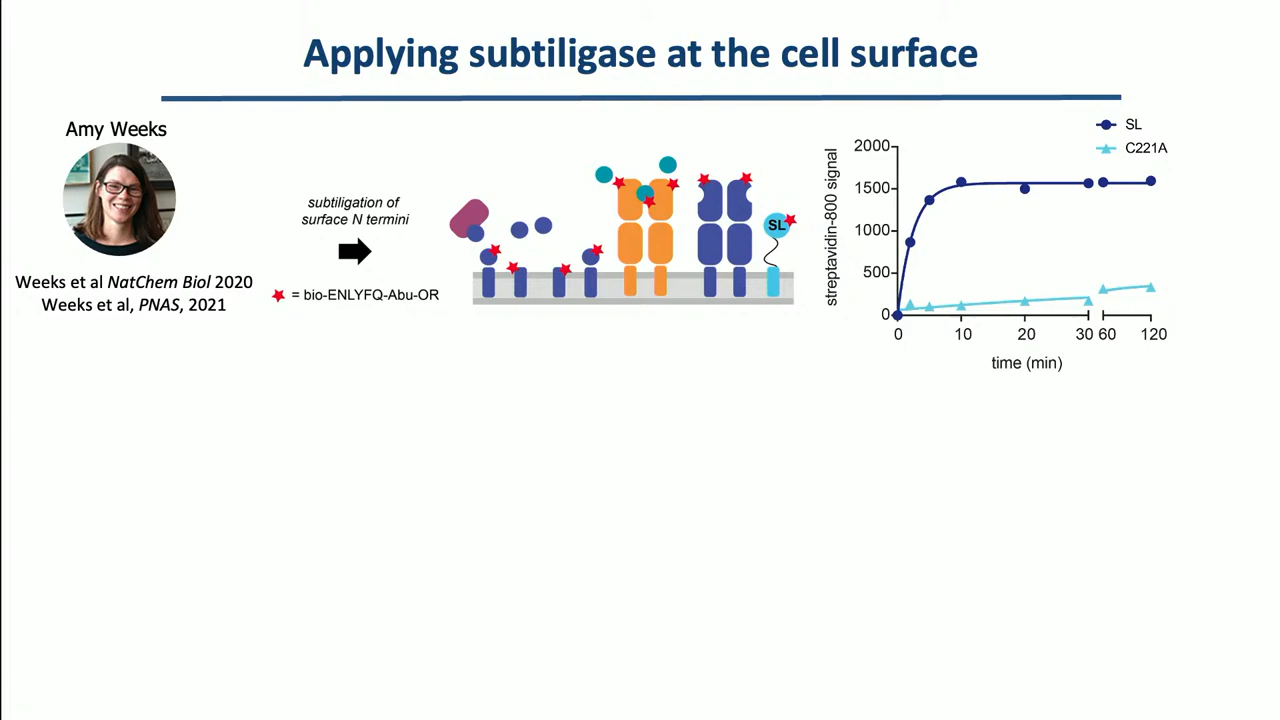 Applying subtiligase at the cell surface
Amy Weeks
Weeks et al NatChem Biol 2020
Weeks et al, PNAS, 2021
subtiligation of
surface N termini
= bio-ENLYFQ-Abu-OR
SL
SL
C221A
streptavidin-800 signal
2000
1500
1000
500
0
0 10 20 30 60 120
time (min)